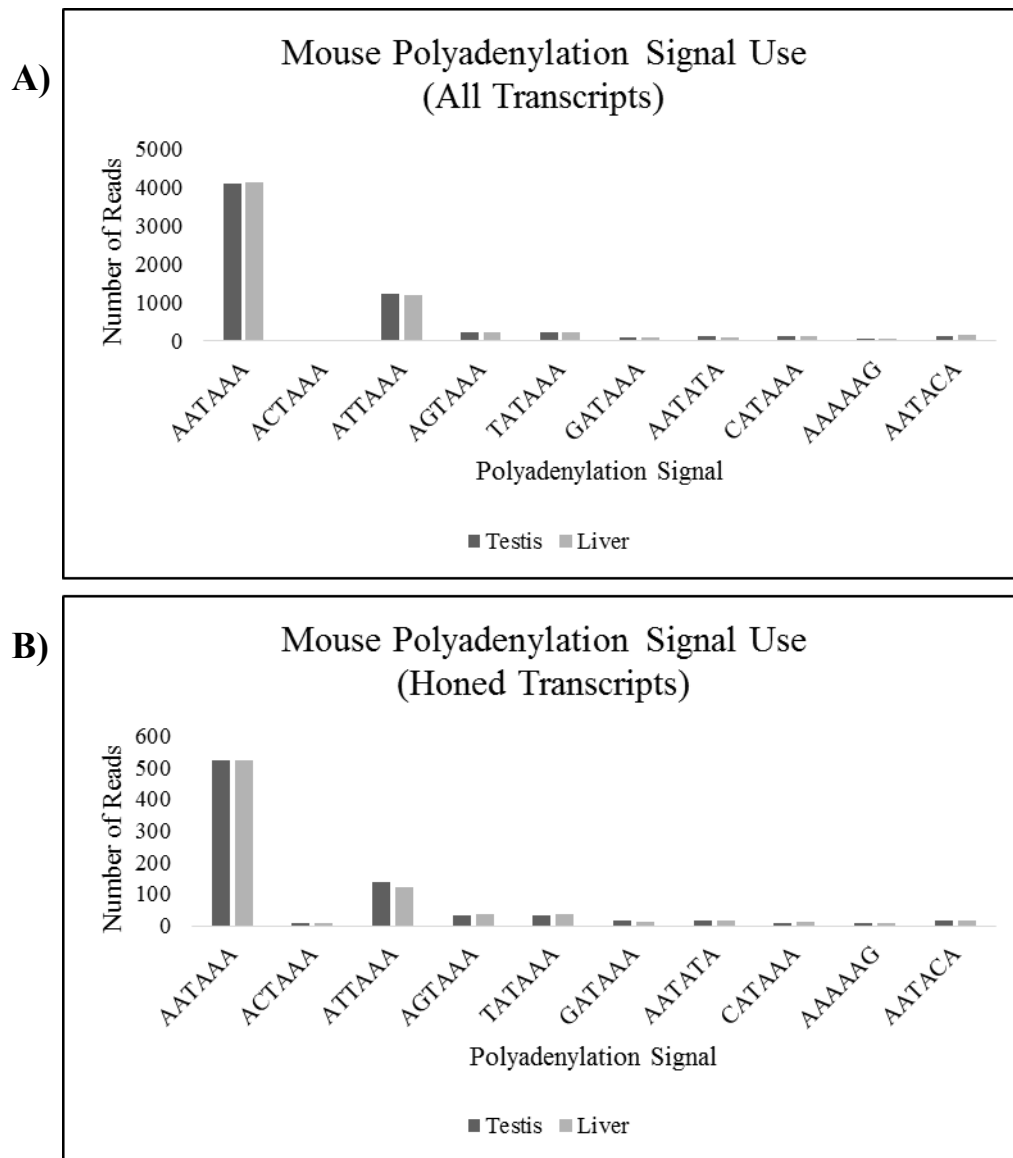 A)
Mouse Polyadenylation Signal Use
(All Transcripts)
Number of Reads
5000
4000
3000
2000
1000
0
AATAAA
ACTAAA
ATTAAA
AGTAAA
TATAAA
GATAAA
AATATA
CATAAA
AAAAAG
AATACA
Polyadenylation Signal
Testis
Liver
B)
Mouse Polyadenylation Signal Use
(Honed Transcripts)
Number of Reads
600
500
400
300
200
100
0
AATAAA
ACTAAA
ATTAAA
AGTAAA
TATAAA
GATAAA
AATATA
CATAAA
AAAAAG
AATACA
Polyadenylation Signal
Testis
Liver